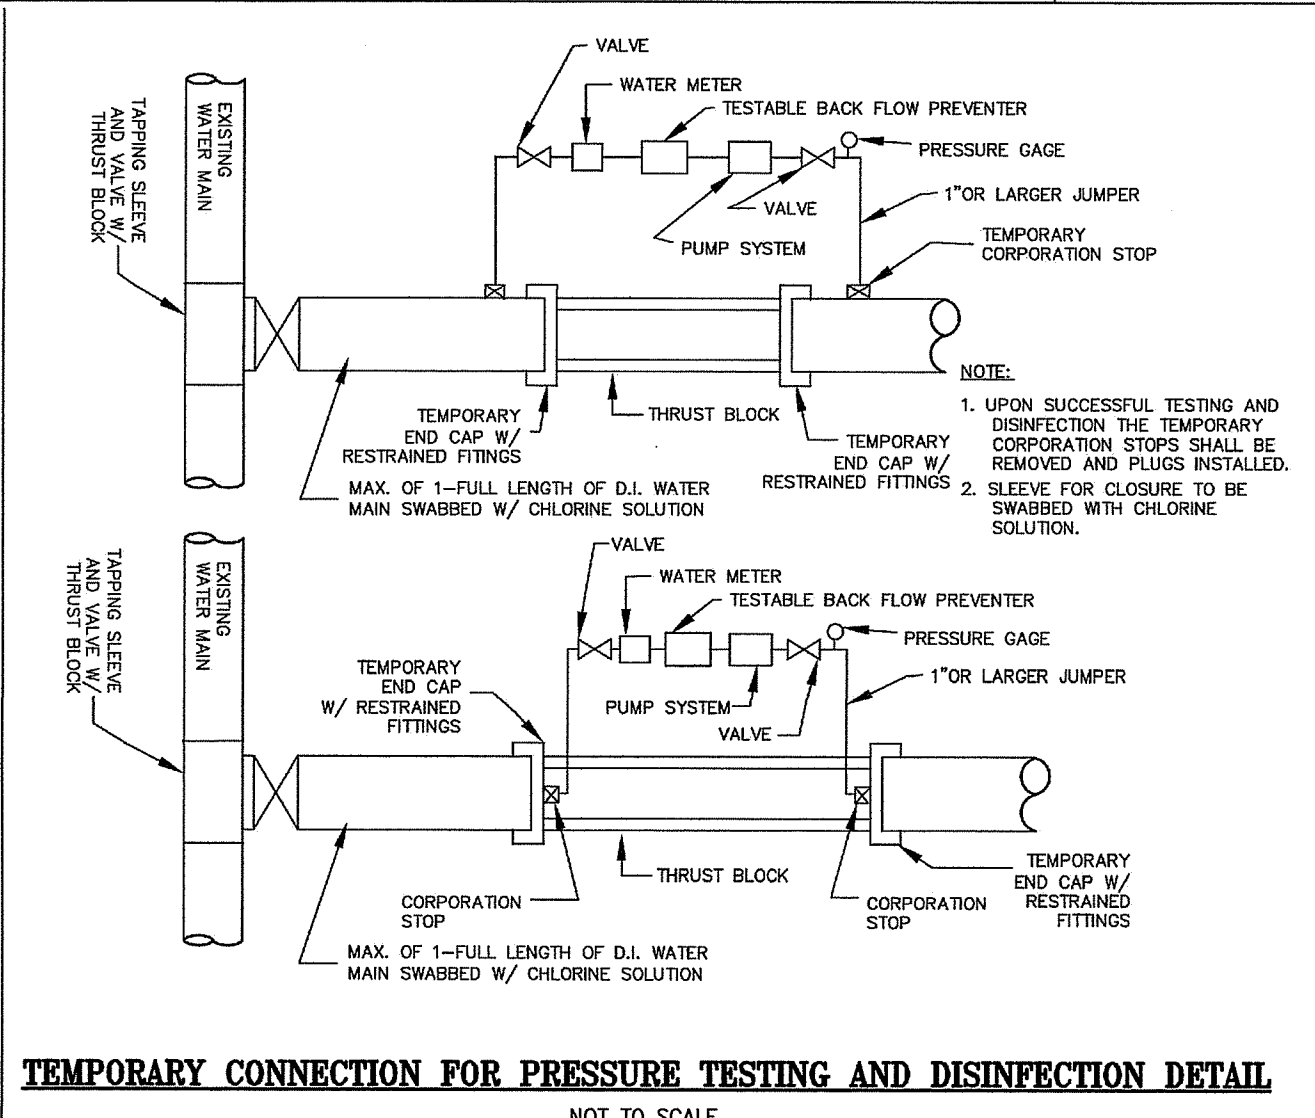 VALVE
WATER METER
TESTABLE BACK FLOW PREVENTER
PRESSURE GAGE
1"OR LARGER JUMPER
VALVE
TEMPORARY
CORPORATION STOP
PUMP SYSTEM
EXISTING
WATER MAIN
TAPPING SLEEVE
AND VALVE W/
THRUST BLOCK
TEMPORARY
END CAP W/
RESTRAINED FITINGS
THRUST BLOCK
TEMPORARY
END CAP W/
RESTRAINED FITTINGS
MAX. OF 1-FULL LENGTH OF D.I. WATER
MAIN SWABBED W/ CHLORINE SOLUTION
NOTE:
1. UPON SUCCESSFUL TESTING AND
DISINFECTION THE TEMPORARY
CORPORATION STOPS SHALL BE
REMOVED AND PLUGS INSTALLED.
2. SLEEVE FOR CLOSURE TO BE
SWABBED WITH CHLORINE
SOLUTION.
VALVE
WATER METER
TESTABLE BACK FLOW PREVENTER
PRESSURE GAGE
1"OR LARGER JUMPER
PUMP SYSTEM
VALVE
TEMPORARY
END CAP
W/ RESTRAINED
FITTINGS
EXISTING
WATER MAIN
TAPPING SLEEVE
AND VALVE W/
THRUST BLOCK
THRUST BLOCK
CORPORATION
STOP
CORPORATION
STOP
TEMPORARY
END CAP W/
RESTRAINED
FITTINGS
MAX. OF 1-FULL LENGTH OF D.I. WATER
MAIN SWABBED W/ CHLORINE SOLUTION
TEMPORARY CONNECTION FOR PRESSURE TESTING AND DISINFECTION DETAIL
NOT TO SCALE